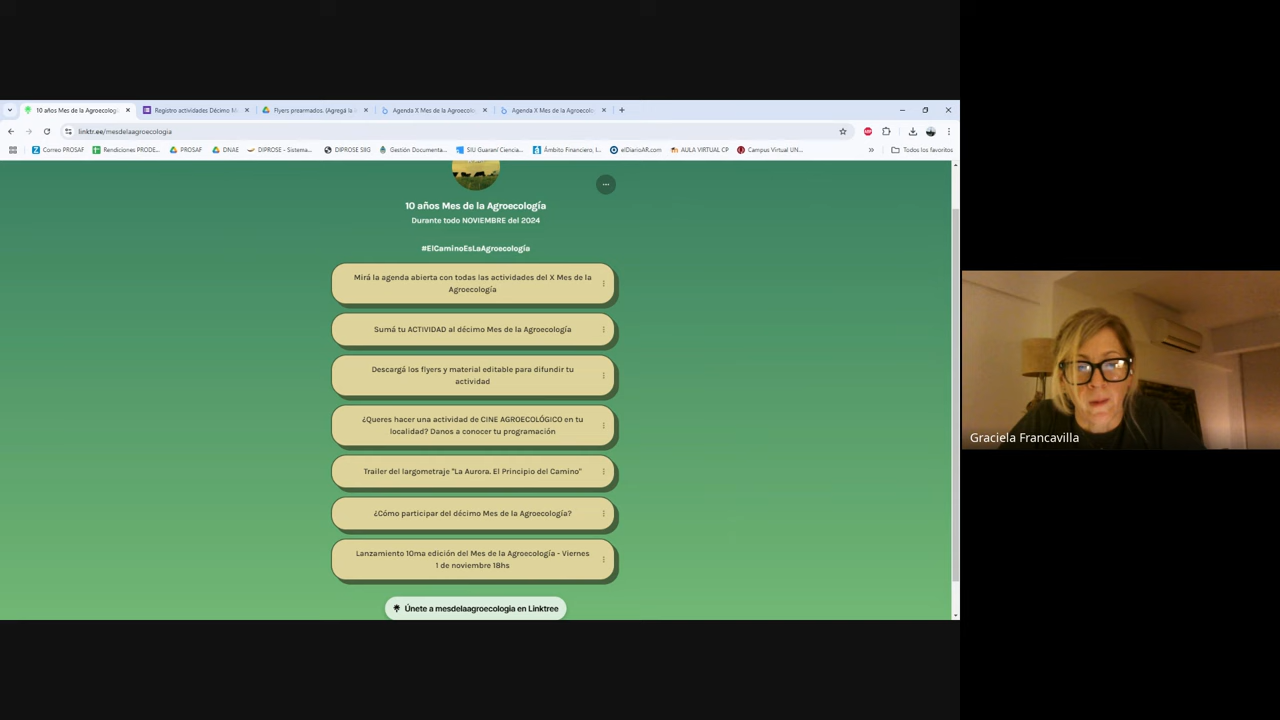 10 años Mes de la Agroecologí
Registro actividades Décimo M
Flyers prearmados. (Agregá la
Agenda X Mes de la Agroecolo
Agenda X Mes de la Agroecolo
linktr.ee/mesdelaagroecologia
Correo PROSAF
Rendiciones PRODE...
PROSAF
DNAE
DIPROSE - Sistema...
DIPROSE SIIG
Gestión Documenta...
SIU Guaraní Cienci...
Ámbito Financiero, l...
elDiarioAR.com
AULA VIRTUAL CP
Campus Virtual UN...
Todos los favoritos
10 años Mes de la Agroecología
Durante todo NOVIEMBRE del 2024
#ElCaminoEsLaAgroecología
Mirá la agenda abierta con todas las actividades del X Mes de la
Agroecología
Sumá tu ACTIVIDAD al décimo Mes de la Agroecología
Descargá los flyers y material editable para difundir tu
actividad
¿Queres hacer una actividad de CINE AGROECOLÓGICO en tu
localidad? Danos a conocer tu programación
Trailer del largometraje "La Aurora. El Principio del Camino"
¿Cómo participar del décimo Mes de la Agroecología?
Lanzamiento 10ma edición del Mes de la Agroecología - Viernes
1 de noviembre 18hs
Únete a mesdelaagroecologia en Linktree
Graciela Francavilla